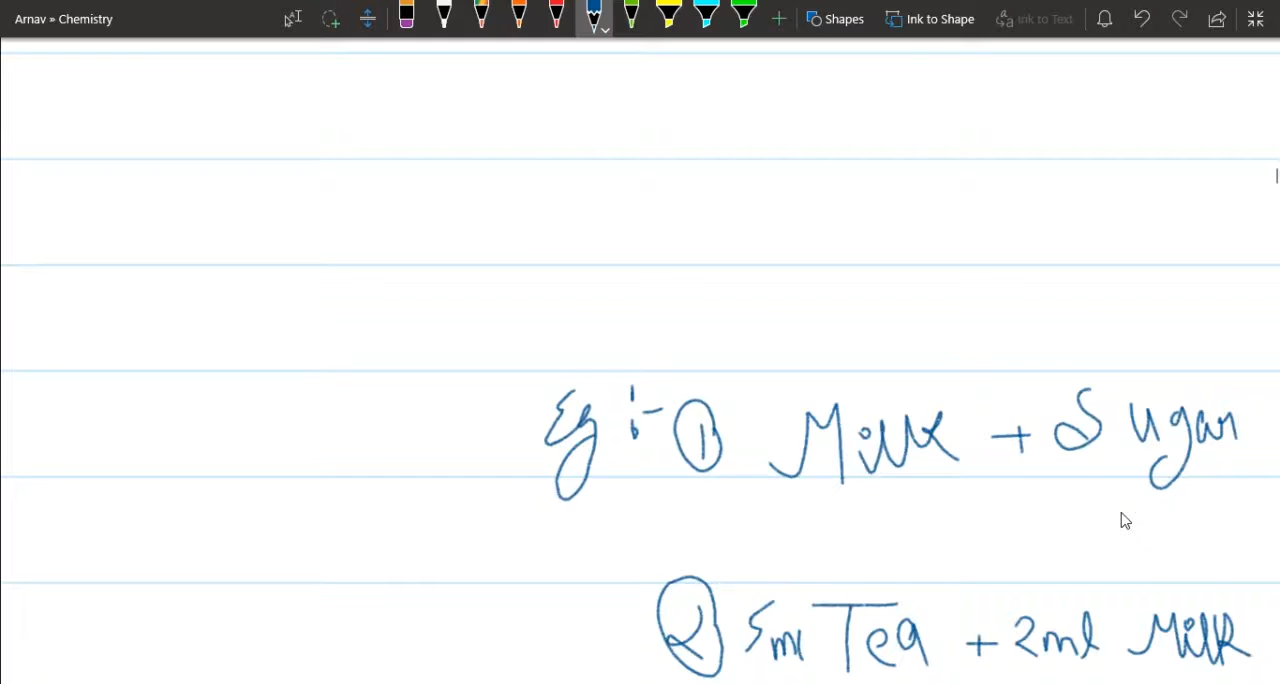 Arnav » Chemistry
Shapes
Ink to Shape
Ink to Text
Eg :- ① Milk + Sugar
② 5ml Tea + 2ml Milk